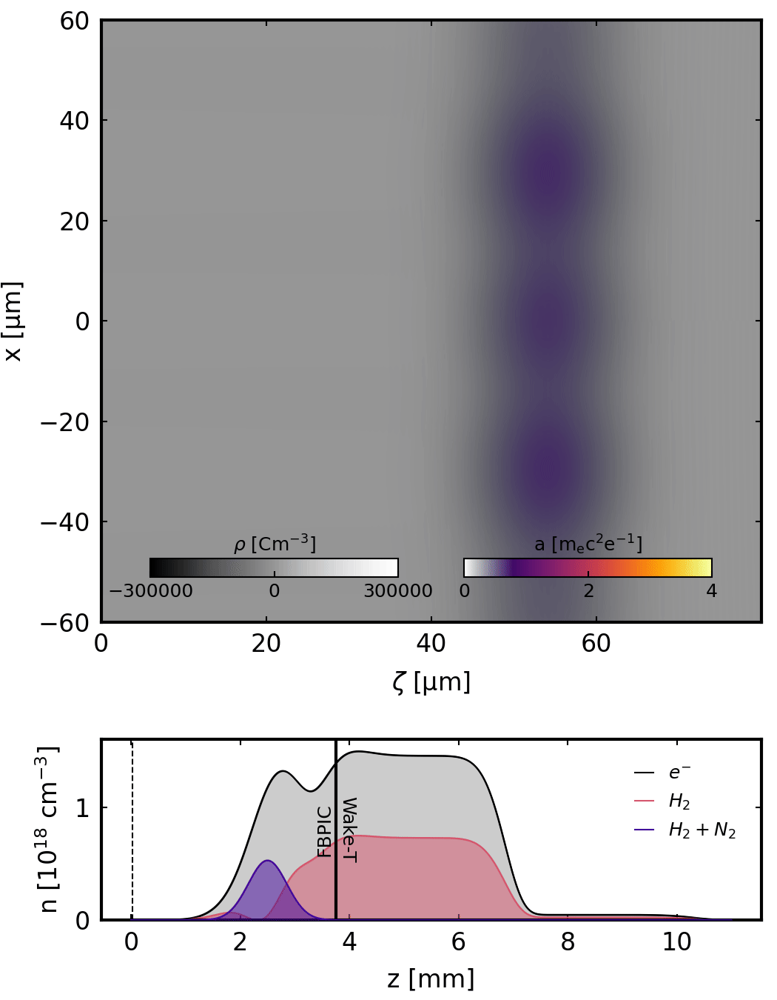 60
40
20
0
−20
−40
−60
x [μm]
ρ [Cm⁻³]
−300000 0 300000
a [mₑc²e⁻¹]
0 2 4
0 20 40 60
ζ [μm]
n [10¹⁸ cm⁻³]
1
0
FBPIC
Wake-T
e⁻
H₂
H₂ + N₂
0 2 4 6 8 10
z [mm]